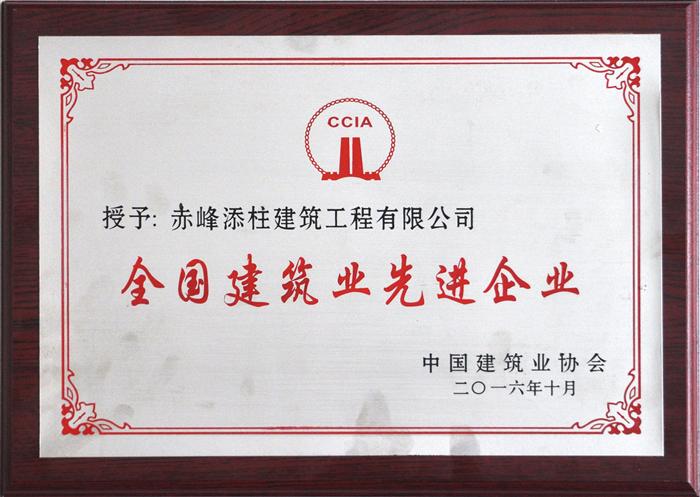 CCIA
授予: 赤峰添柱建筑工程有限公司
全国建筑业先进企业
中国建筑业协会
二〇一六年十月